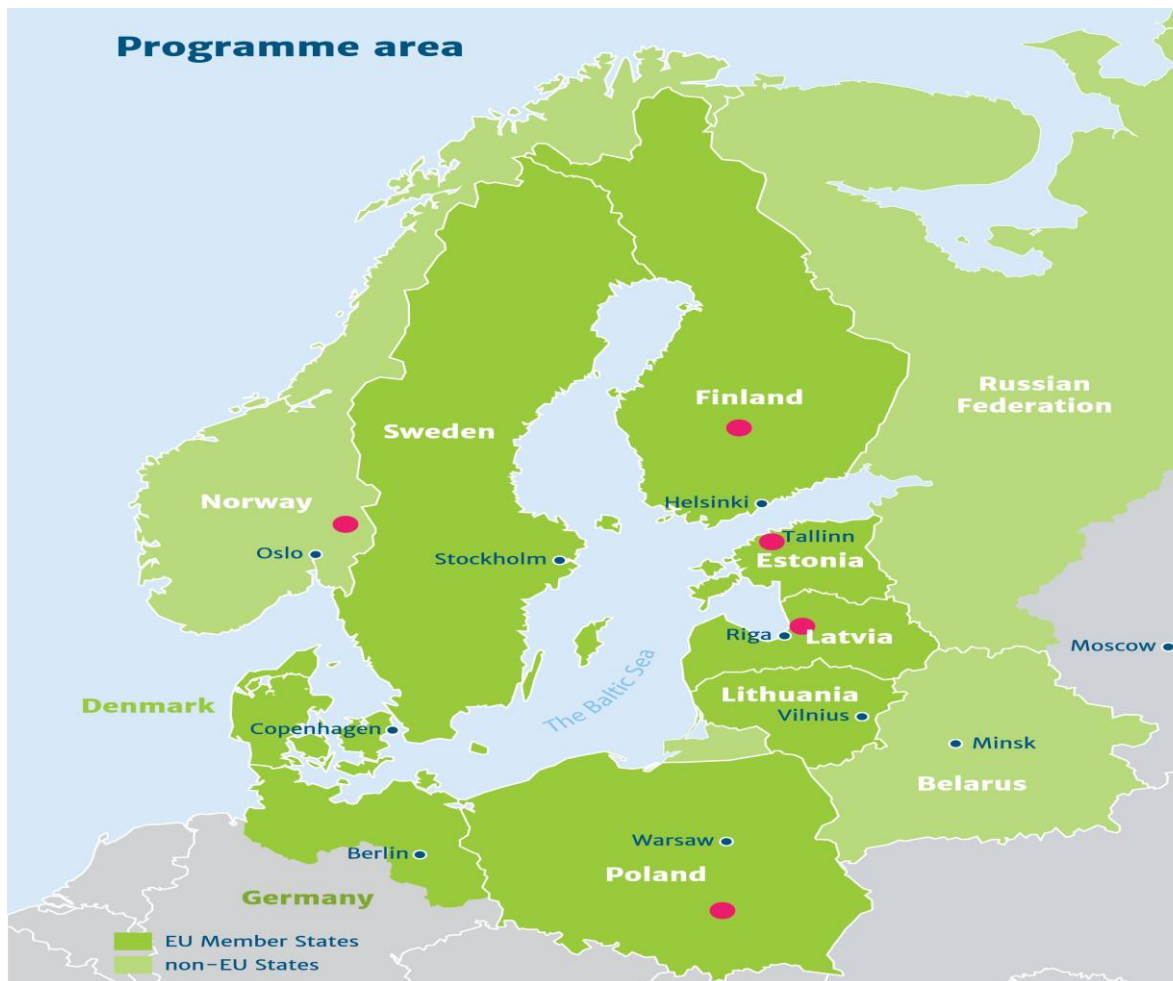 Programme area
Finland
Russian
Federation
Sweden
Norway
Helsinki
Oslo
Stockholm
Tallinn
Estonia
Riga
Latvia
Moscow
Lithuania
The Baltic Sea
Denmark
Vilnius
Copenhagen
Minsk
Belarus
Warsaw
Berlin
Poland
Germany
EU Member States
non-EU States